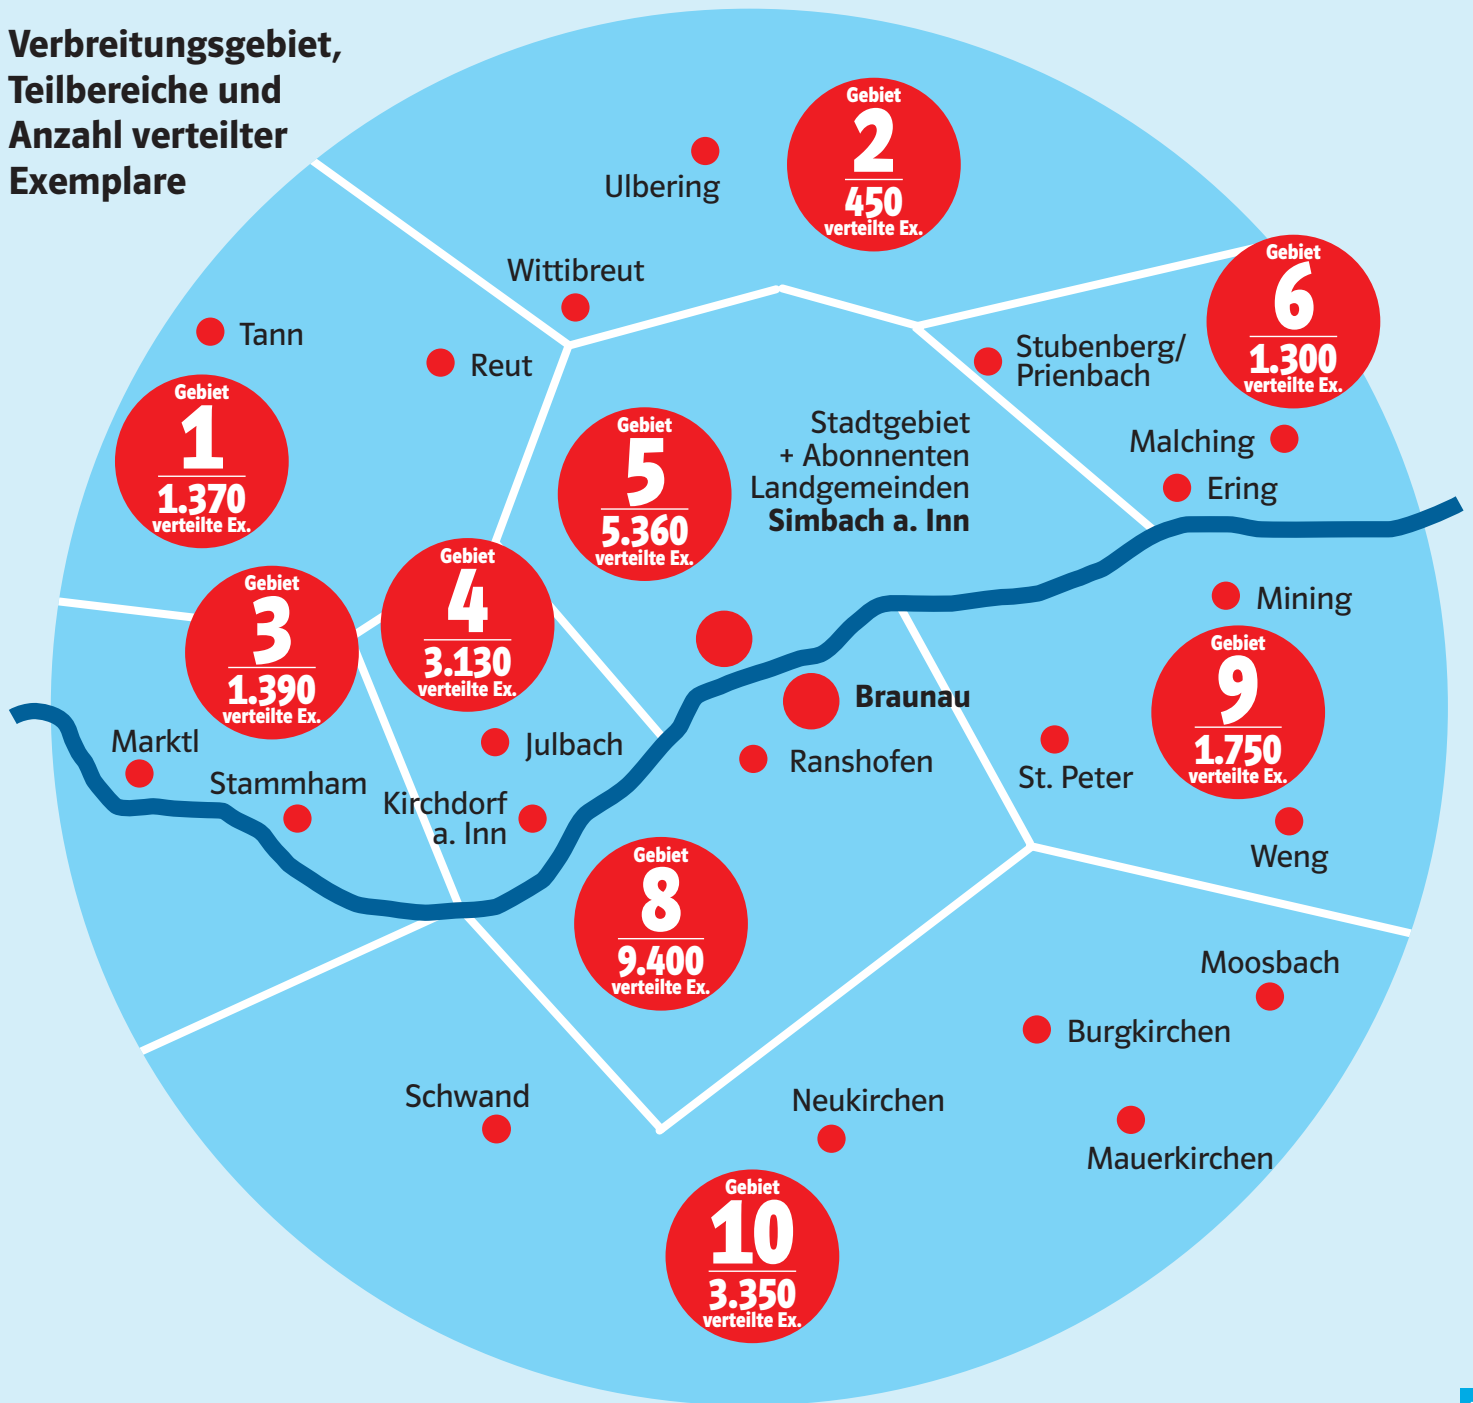 Verbreitungsgebiet,
Teilbereiche und
Anzahl verteilter
Exemplare
Gebiet
2
450
verteilte Ex.
Ulbering
Wittibreut
Gebiet
6
1.300
verteilte Ex.
Tann
Reut
Stubenberg/
Prienbach
Malching
Ering
Gebiet
1
1.370
verteilte Ex.
Gebiet
5
5.360
verteilte Ex.
Stadtgebiet
+ Abonnenten
Landgemeinden
Simbach a. Inn
Gebiet
3
1.390
verteilte Ex.
Gebiet
4
3.130
verteilte Ex.
Mining
Gebiet
9
1.750
verteilte Ex.
Braunau
Marktl
Stammham
Julbach
Kirchdorf
a. Inn
Ranshofen
St. Peter
Weng
Gebiet
8
9.400
verteilte Ex.
Moosbach
Burgkirchen
Schwand
Neukirchen
Mauerkirchen
Gebiet
10
3.350
verteilte Ex.